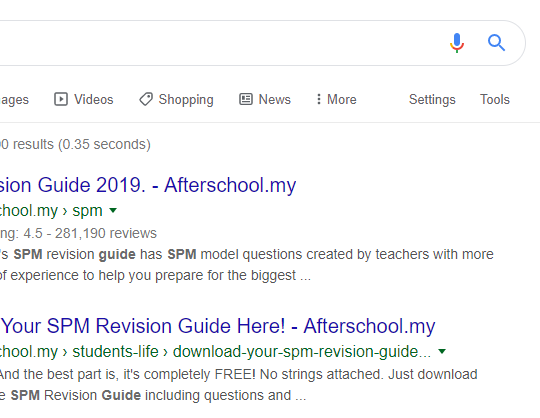 ages Videos Shopping News More Settings Tools
0 results (0.35 seconds)
sion Guide 2019. - Afterschool.my
chool.my › spm
ng: 4.5 - 281,190 reviews
's SPM revision guide has SPM model questions created by teachers with more
of experience to help you prepare for the biggest ...
Your SPM Revision Guide Here! - Afterschool.my
chool.my › students-life › download-your-spm-revision-guide...
And the best part is, it's completely FREE! No strings attached. Just download
e SPM Revision Guide including questions and ...